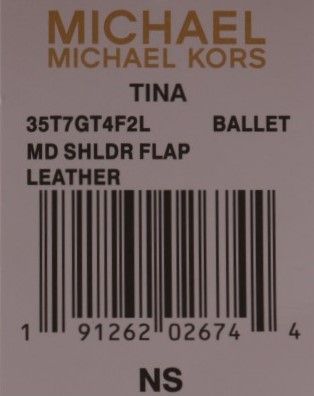 MICHAEL
MICHAEL KORS
TINA
35T7GT4F2L BALLET
MD SHLDR FLAP
LEATHER
1 91262 02674 4
NS